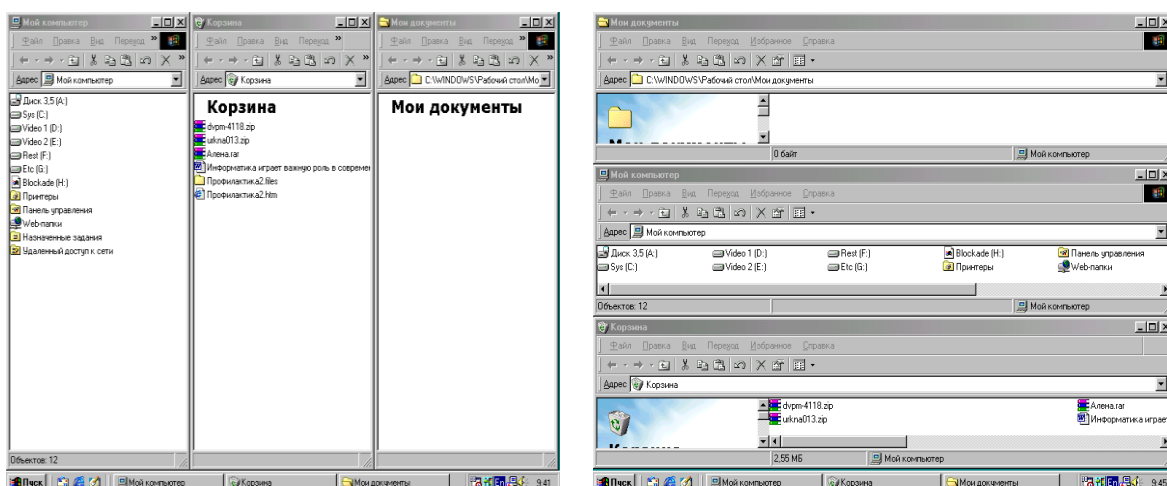 Мой компьютер
Файл Правка Вид Переход »
Адрес Мой компьютер
Диск 3,5 (A:)
Sys (C:)
Video 1 (D:)
Video 2 (E:)
Rest (F:)
Etc (G:)
Blockade (H:)
Принтеры
Панель управления
Web-папки
Назначенные задания
Удаленный доступ к сети
Объектов: 12
Корзина
Файл Правка Вид Переход »
Адрес Корзина
Корзина
dvpm-4118.zip
urkna013.zip
Алена.rar
Информатика играет важную роль в совреме
Профилактика2.files
Профилактика2.htm
Мои документы
Файл Правка Вид Переход »
Адрес C:\WINDOWS\Рабочий стол\Мо
Мои документы
Пуск Мой компьютер Корзина Мои документы En 9:41
Мои документы
Файл Правка Вид Переход Избранное Справка
Адрес C:\WINDOWS\Рабочий стол\Мои документы
0 байт Мой компьютер
Мой компьютер
Файл Правка Вид Переход Избранное Справка
Адрес Мой компьютер
Диск 3,5 (A:) Video 1 (D:) Rest (F:) Blockade (H:) Панель управления
Sys (C:) Video 2 (E:) Etc (G:) Принтеры Web-папки
Объектов: 12 Мой компьютер
Корзина
Файл Правка Вид Переход Избранное Справка
Адрес Корзина
dvpm-4118.zip Алена.rar
urkna013.zip Информатика играет
2,55 МБ Мой компьютер
Пуск Мой компьютер Корзина Мои документы En 9:45